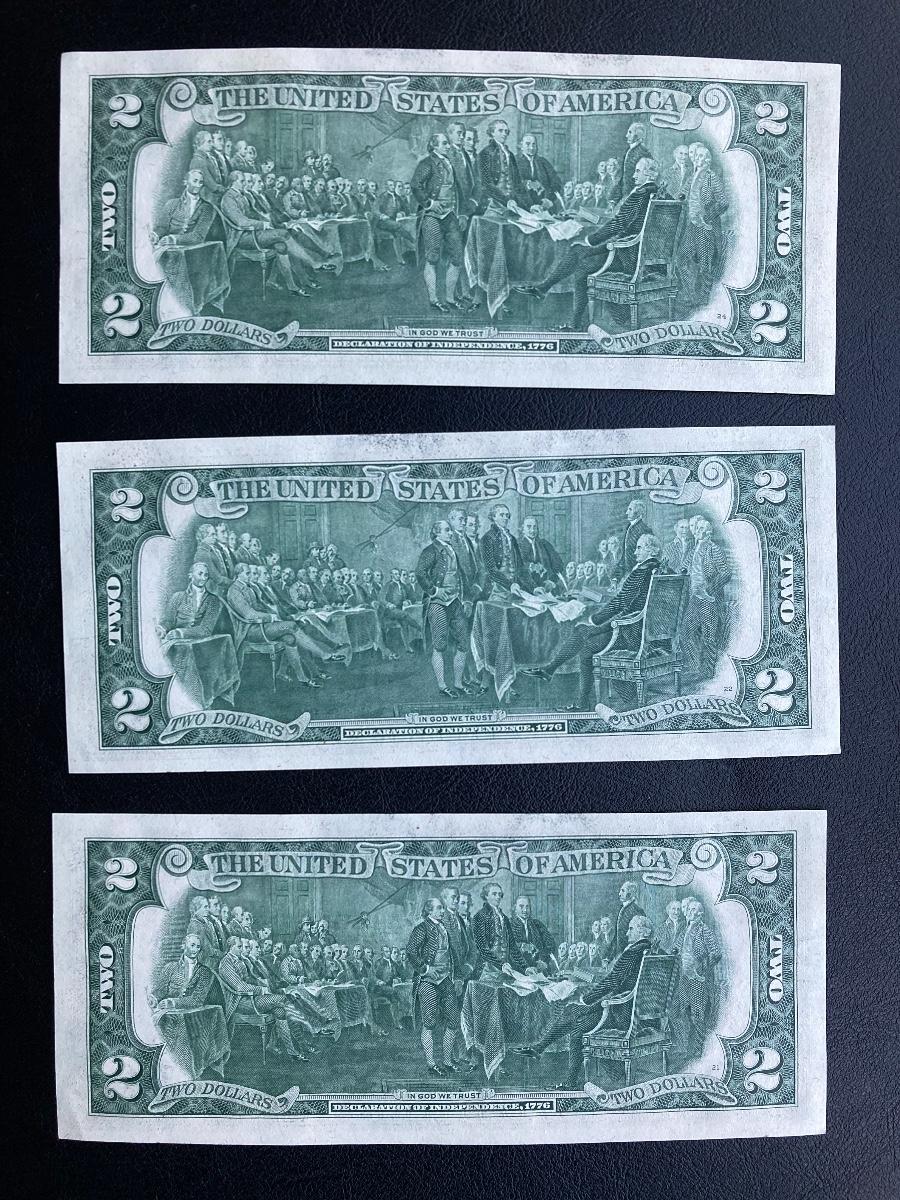 THE UNITED STATES OF AMERICA
2 2
TWO TWO
2 24 2
TWO DOLLARS IN GOD WE TRUST TWO DOLLARS
DECLARATION OF INDEPENDENCE, 1776
THE UNITED STATES OF AMERICA
2 2
TWO TWO
2 22 2
TWO DOLLARS IN GOD WE TRUST TWO DOLLARS
DECLARATION OF INDEPENDENCE, 1776
THE UNITED STATES OF AMERICA
2 2
TWO TWO
2 21 2
TWO DOLLARS IN GOD WE TRUST TWO DOLLARS
DECLARATION OF INDEPENDENCE, 1776